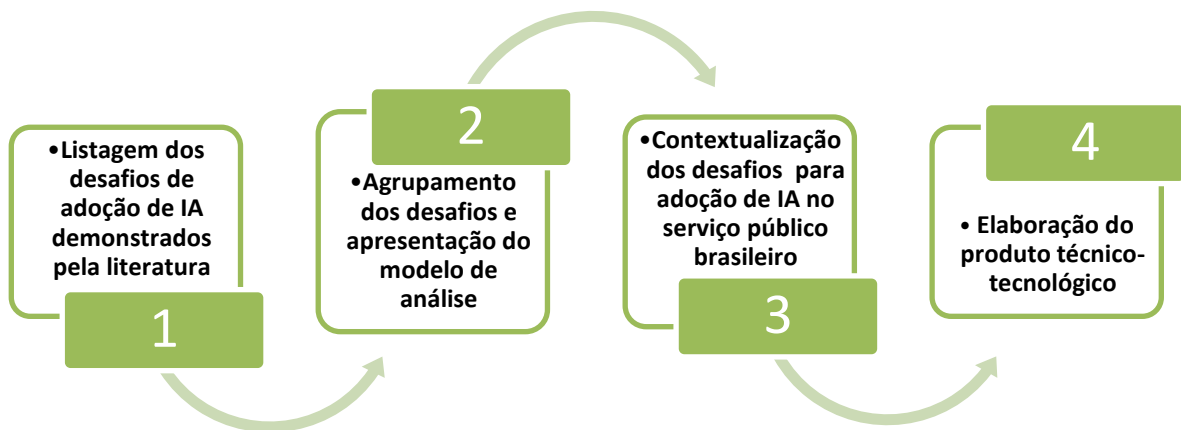 •Listagem dos
desafios de
adoção de IA
demonstrados
pela literatura
1
2
•Agrupamento
dos desafios e
apresentação do
modelo de
análise
•Contextualização
dos desafios para
adoção de IA no
serviço público
brasileiro
3
4
• Elaboração do
produto técnico-
tecnológico